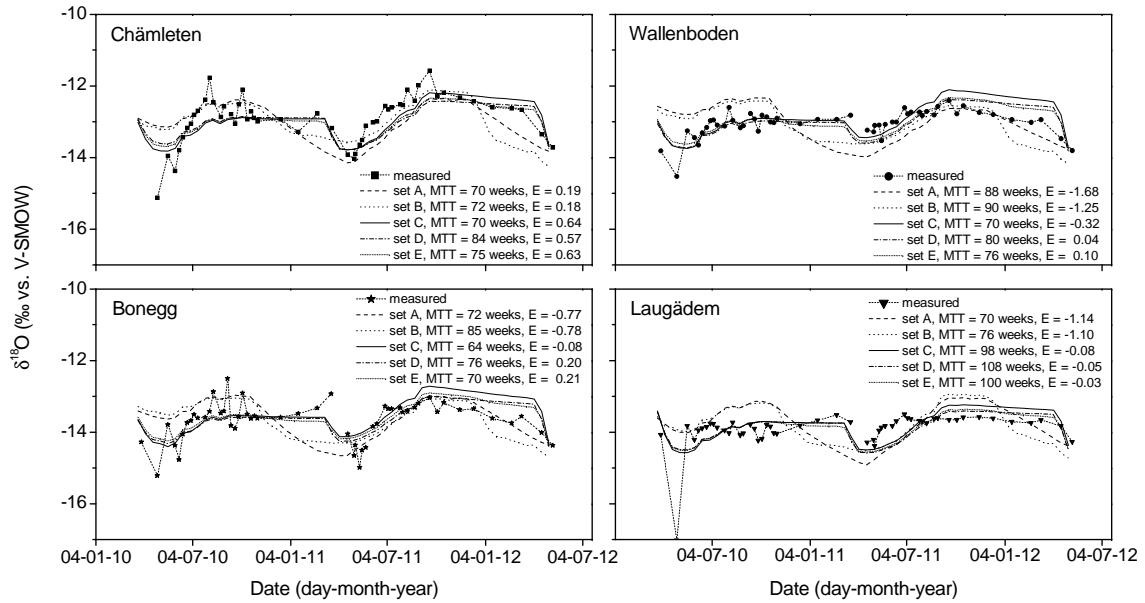 δ18O (‰ vs. V-SMOW)
-10
-12
-14
-16
Chämleten
measured
set A, MTT = 70 weeks, E = 0.19
set B, MTT = 72 weeks, E = 0.18
set C, MTT = 70 weeks, E = 0.64
set D, MTT = 84 weeks, E = 0.57
set E, MTT = 75 weeks, E = 0.63
Wallenboden
measured
set A, MTT = 88 weeks, E = -1.68
set B, MTT = 90 weeks, E = -1.25
set C, MTT = 70 weeks, E = -0.32
set D, MTT = 80 weeks, E = 0.04
set E, MTT = 76 weeks, E = 0.10
-10
-12
-14
-16
Bonegg
measured
set A, MTT = 72 weeks, E = -0.77
set B, MTT = 85 weeks, E = -0.78
set C, MTT = 64 weeks, E = -0.08
set D, MTT = 76 weeks, E = 0.20
set E, MTT = 70 weeks, E = 0.21
Laugädem
measured
set A, MTT = 70 weeks, E = -1.14
set B, MTT = 76 weeks, E = -1.10
set C, MTT = 98 weeks, E = -0.08
set D, MTT = 108 weeks, E = -0.05
set E, MTT = 100 weeks, E = -0.03
04-01-10 04-07-10 04-01-11 04-07-11 04-01-12 04-07-12
04-07-10 04-01-11 04-07-11 04-01-12 04-07-12
Date (day-month-year)
Date (day-month-year)